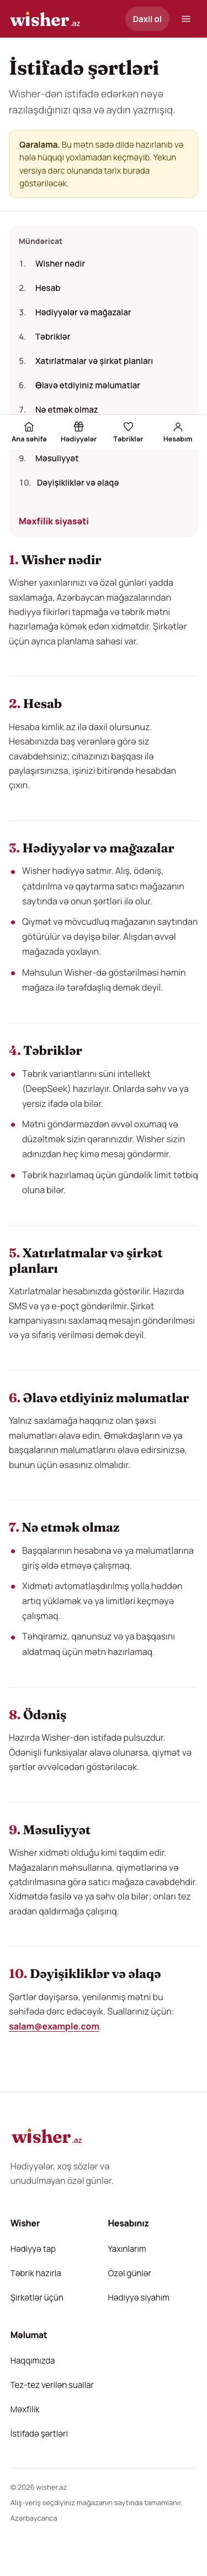 wisher.az
Daxil ol
İstifadə şərtləri
Wisher-dən istifadə edərkən nəyə
razılaşdığınızı qısa və aydın yazmışıq.
Qaralama. Bu mətn sadə dildə hazırlanıb və
hələ hüquqi yoxlamadan keçməyib. Yekun
versiya dərc olunanda tarix burada
göstəriləcək.
Mündəricat
1. Wisher nədir
2. Hesab
3. Hədiyyələr və mağazalar
4. Təbriklər
5. Xatırlatmalar və şirkət planları
6. Əlavə etdiyiniz məlumatlar
7. Nə etmək olmaz
Ana səhifə
Hədiyyələr
Təbriklər
Hesabım
9. Məsuliyyət
10. Dəyişikliklər və əlaqə
Məxfilik siyasəti
1. Wisher nədir
Wisher yaxınlarınızı və özəl günləri yadda
saxlamağa, Azərbaycan mağazalarından
hədiyyə fikirləri tapmağa və təbrik mətni
hazırlamağa kömək edən xidmətdir. Şirkətlər
üçün ayrıca planlama sahəsi var.
2. Hesab
Hesaba kimlik.az ilə daxil olursunuz.
Hesabınızda baş verənlərə görə siz
cavabdehsiniz; cihazınızı başqası ilə
paylaşırsınızsa, işinizi bitirəndə hesabdan
çıxın.
3. Hədiyyələr və mağazalar
Wisher hədiyyə satmır. Alış, ödəniş,
çatdırılma və qaytarma satıcı mağazanın
saytında və onun şərtləri ilə olur.
Qiymət və mövcudluq mağazanın saytından
götürülür və dəyişə bilər. Alışdan əvvəl
mağazada yoxlayın.
Məhsulun Wisher-də göstərilməsi həmin
mağaza ilə tərəfdaşlıq demək deyil.
4. Təbriklər
Təbrik variantlarını süni intellekt
(DeepSeek) hazırlayır. Onlarda səhv və ya
yersiz ifadə ola bilər.
Mətni göndərməzdən əvvəl oxumaq və
düzəltmək sizin qərarınızdır. Wisher sizin
adınızdan heç kimə mesaj göndərmir.
Təbrik hazırlamaq üçün gündəlik limit tətbiq
oluna bilər.
5. Xatırlatmalar və şirkət
planları
Xatırlatmalar hesabınızda göstərilir. Hazırda
SMS və ya e-poçt göndərilmir. Şirkət
kampaniyasını saxlamaq mesajın göndərilməsi
və ya sifariş verilməsi demək deyil.
6. Əlavə etdiyiniz məlumatlar
Yalnız saxlamağa haqqınız olan şəxsi
məlumatları əlavə edin. Əməkdaşların və ya
başqalarının məlumatlarını əlavə edirsinizsə,
bunun üçün əsasınız olmalıdır.
7. Nə etmək olmaz
Başqalarının hesabına və ya məlumatlarına
giriş əldə etməyə çalışmaq.
Xidməti avtomatlaşdırılmış yolla həddən
artıq yükləmək və ya limitləri keçməyə
çalışmaq.
Təhqiramiz, qanunsuz və ya başqasını
aldatmaq üçün mətn hazırlamaq.
8. Ödəniş
Hazırda Wisher-dən istifadə pulsuzdur.
Ödənişli funksiyalar əlavə olunarsa, qiymət və
şərtlər əvvəlcədən göstəriləcək.
9. Məsuliyyət
Wisher xidməti olduğu kimi təqdim edir.
Mağazaların məhsullarına, qiymətlərinə və
çatdırılmasına görə satıcı mağaza cavabdehdir.
Xidmətdə fasilə və ya səhv ola bilər; onları tez
aradan qaldırmağa çalışırıq.
10. Dəyişikliklər və əlaqə
Şərtlər dəyişərsə, yenilənmiş mətni bu
səhifədə dərc edəcəyik. Suallarınız üçün:
salam@example.com.
wisher.az
Hədiyyələr, xoş sözlər və
unudulmayan özəl günlər.
Wisher
Hədiyyə tap
Təbrik hazırla
Şirkətlər üçün
Hesabınız
Yaxınlarım
Özəl günlər
Hədiyyə siyahım
Məlumat
Haqqımızda
Tez-tez verilən suallar
Məxfilik
İstifadə şərtləri
© 2026 wisher.az
Alış-veriş seçdiyiniz mağazanın saytında tamamlanır.
Azərbaycanca